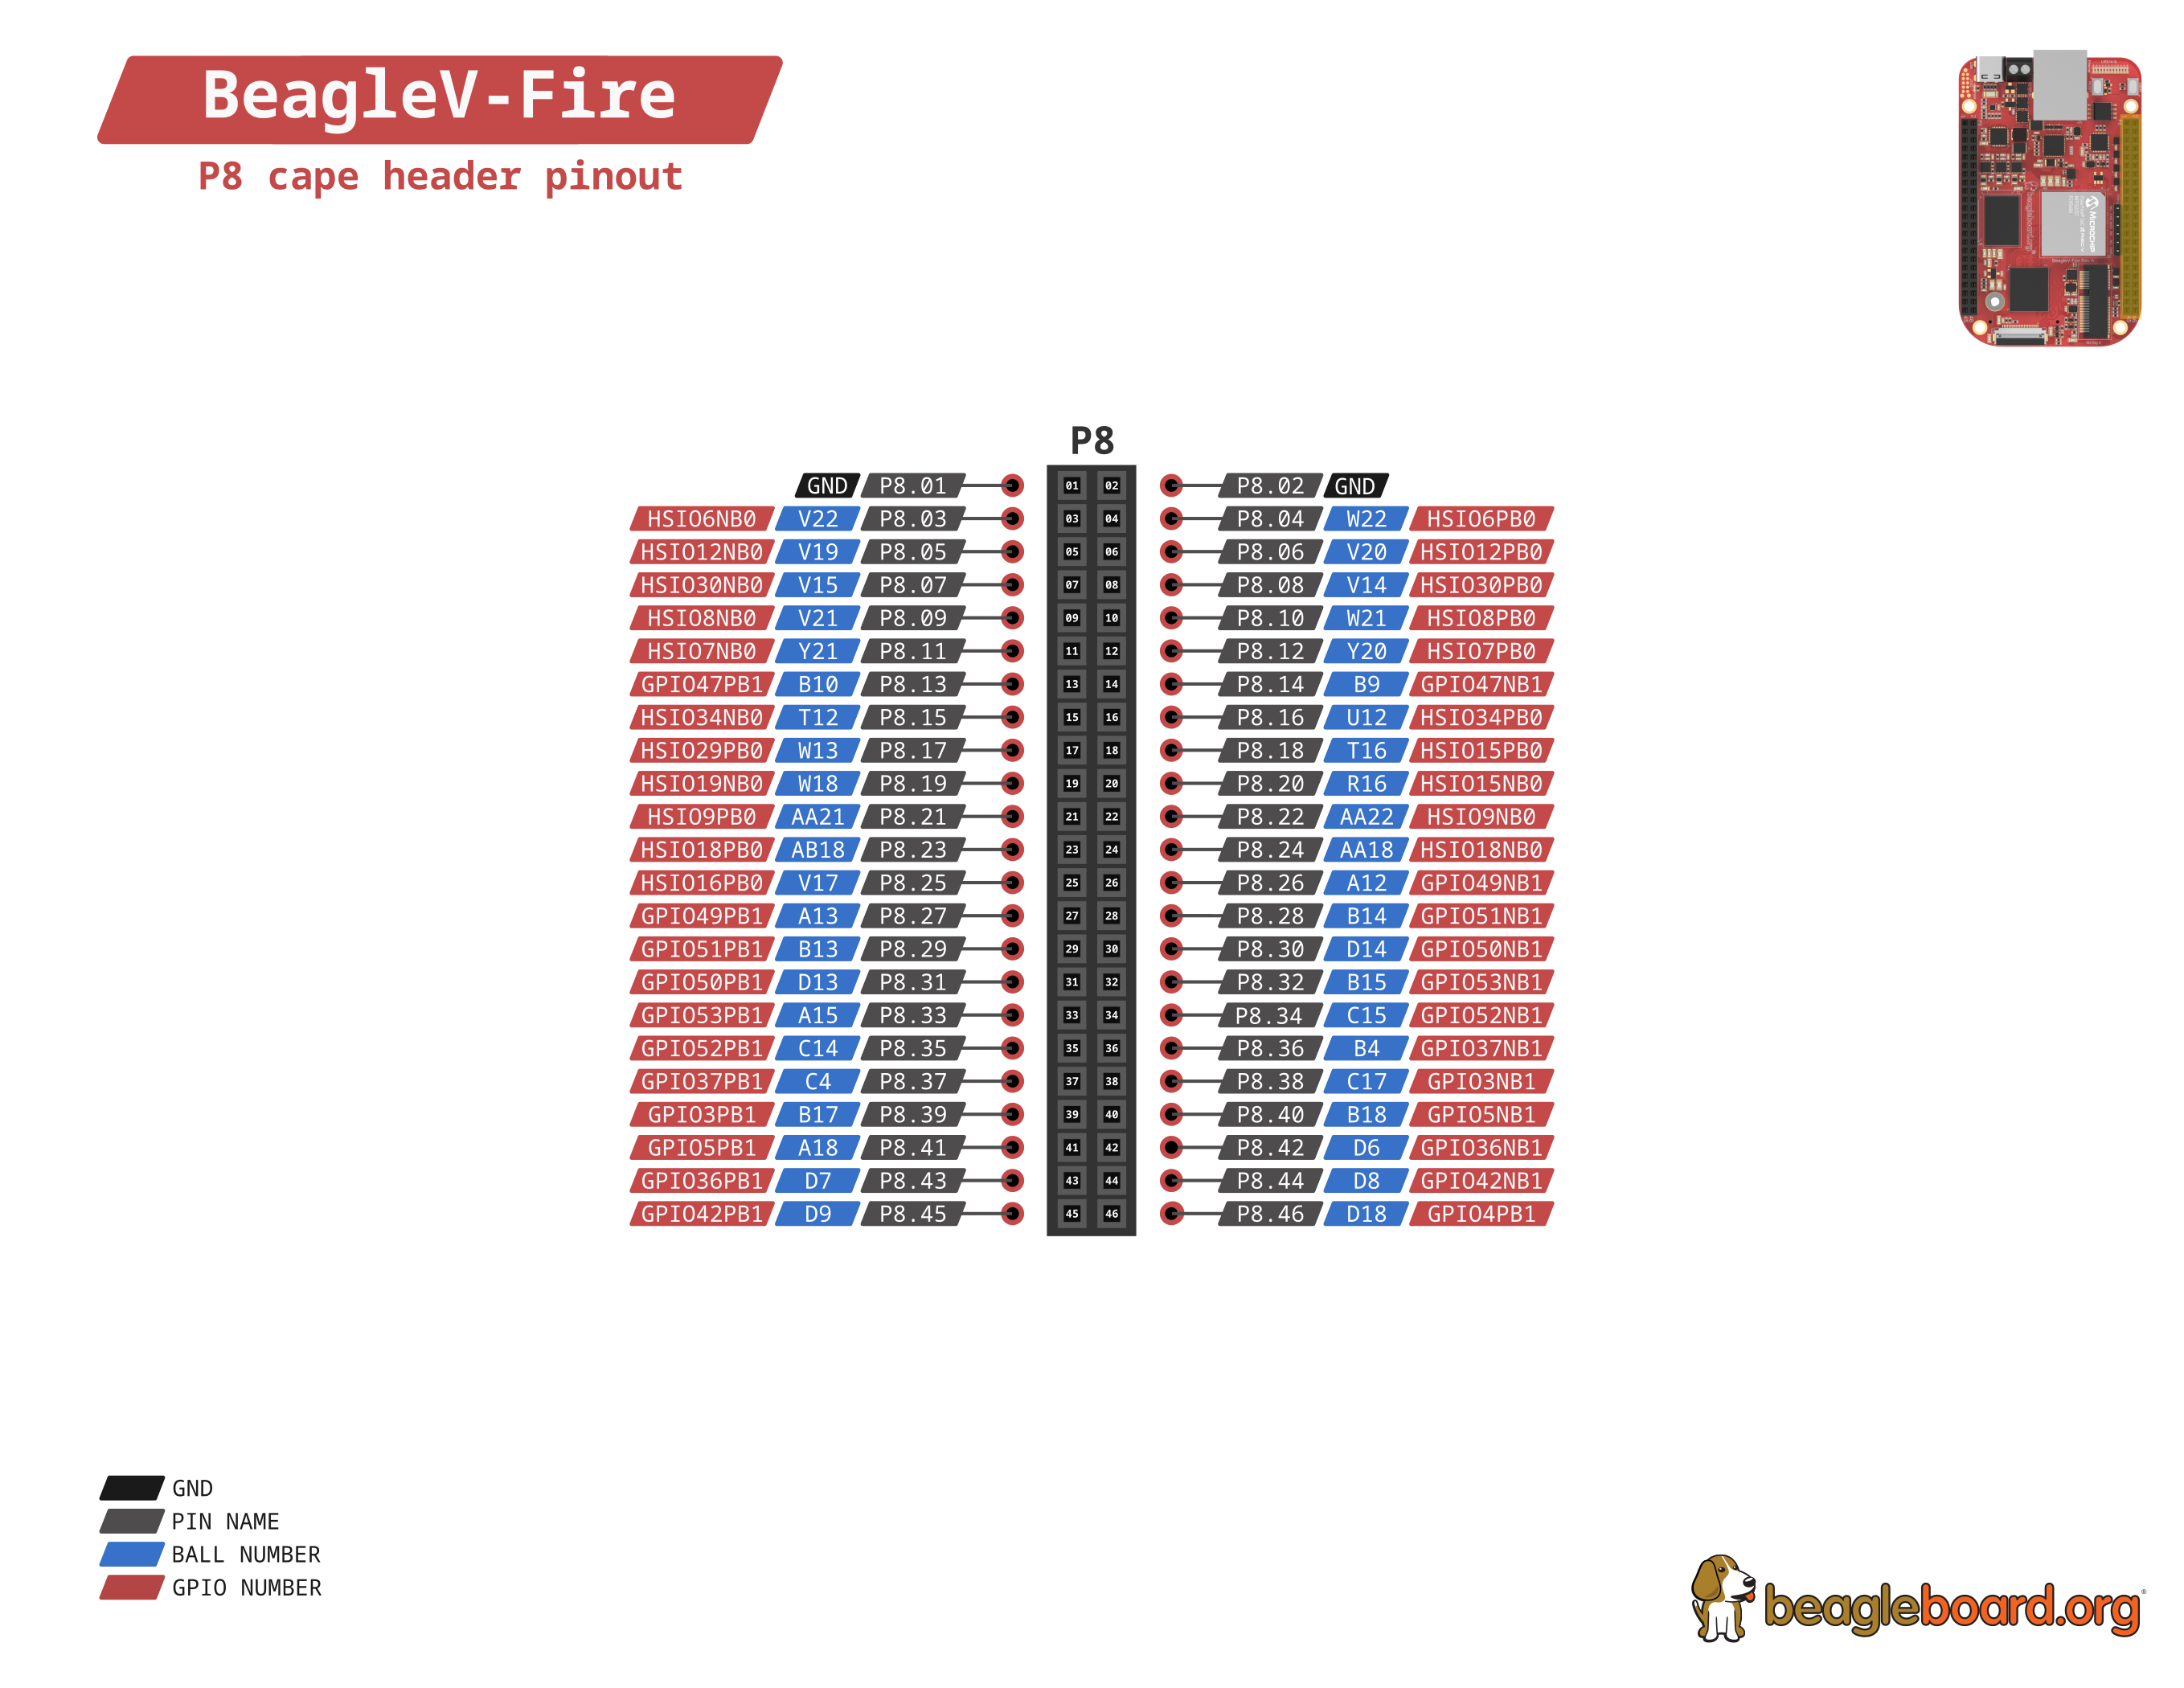 BeagleV-Fire
P8 cape header pinout
MICROCHIP
P8
GND P8.01 01 02 P8.02 GND
HSIO6NB0 V22 P8.03 03 04 P8.04 W22 HSIO6PB0
HSIO12NB0 V19 P8.05 05 06 P8.06 V20 HSIO12PB0
HSIO30NB0 V15 P8.07 07 08 P8.08 V14 HSIO30PB0
HSIO8NB0 V21 P8.09 09 10 P8.10 W21 HSIO8PB0
HSIO7NB0 Y21 P8.11 11 12 P8.12 Y20 HSIO7PB0
GPIO47PB1 B10 P8.13 13 14 P8.14 B9 GPIO47NB1
HSIO34NB0 T12 P8.15 15 16 P8.16 U12 HSIO34PB0
HSIO29PB0 W13 P8.17 17 18 P8.18 T16 HSIO15PB0
HSIO19NB0 W18 P8.19 19 20 P8.20 R16 HSIO15NB0
HSIO9PB0 AA21 P8.21 21 22 P8.22 AA22 HSIO9NB0
HSIO18PB0 AB18 P8.23 23 24 P8.24 AA18 HSIO18NB0
HSIO16PB0 V17 P8.25 25 26 P8.26 A12 GPIO49NB1
GPIO49PB1 A13 P8.27 27 28 P8.28 B14 GPIO51NB1
GPIO51PB1 B13 P8.29 29 30 P8.30 D14 GPIO50NB1
GPIO50PB1 D13 P8.31 31 32 P8.32 B15 GPIO53NB1
GPIO53PB1 A15 P8.33 33 34 P8.34 C15 GPIO52NB1
GPIO52PB1 C14 P8.35 35 36 P8.36 B4 GPIO37NB1
GPIO37PB1 C4 P8.37 37 38 P8.38 C17 GPIO3NB1
GPIO3PB1 B17 P8.39 39 40 P8.40 B18 GPIO5NB1
GPIO5PB1 A18 P8.41 41 42 P8.42 D6 GPIO36NB1
GPIO36PB1 D7 P8.43 43 44 P8.44 D8 GPIO42NB1
GPIO42PB1 D9 P8.45 45 46 P8.46 D18 GPIO4PB1
GND
PIN NAME
BALL NUMBER
GPIO NUMBER
beagleboard.org®